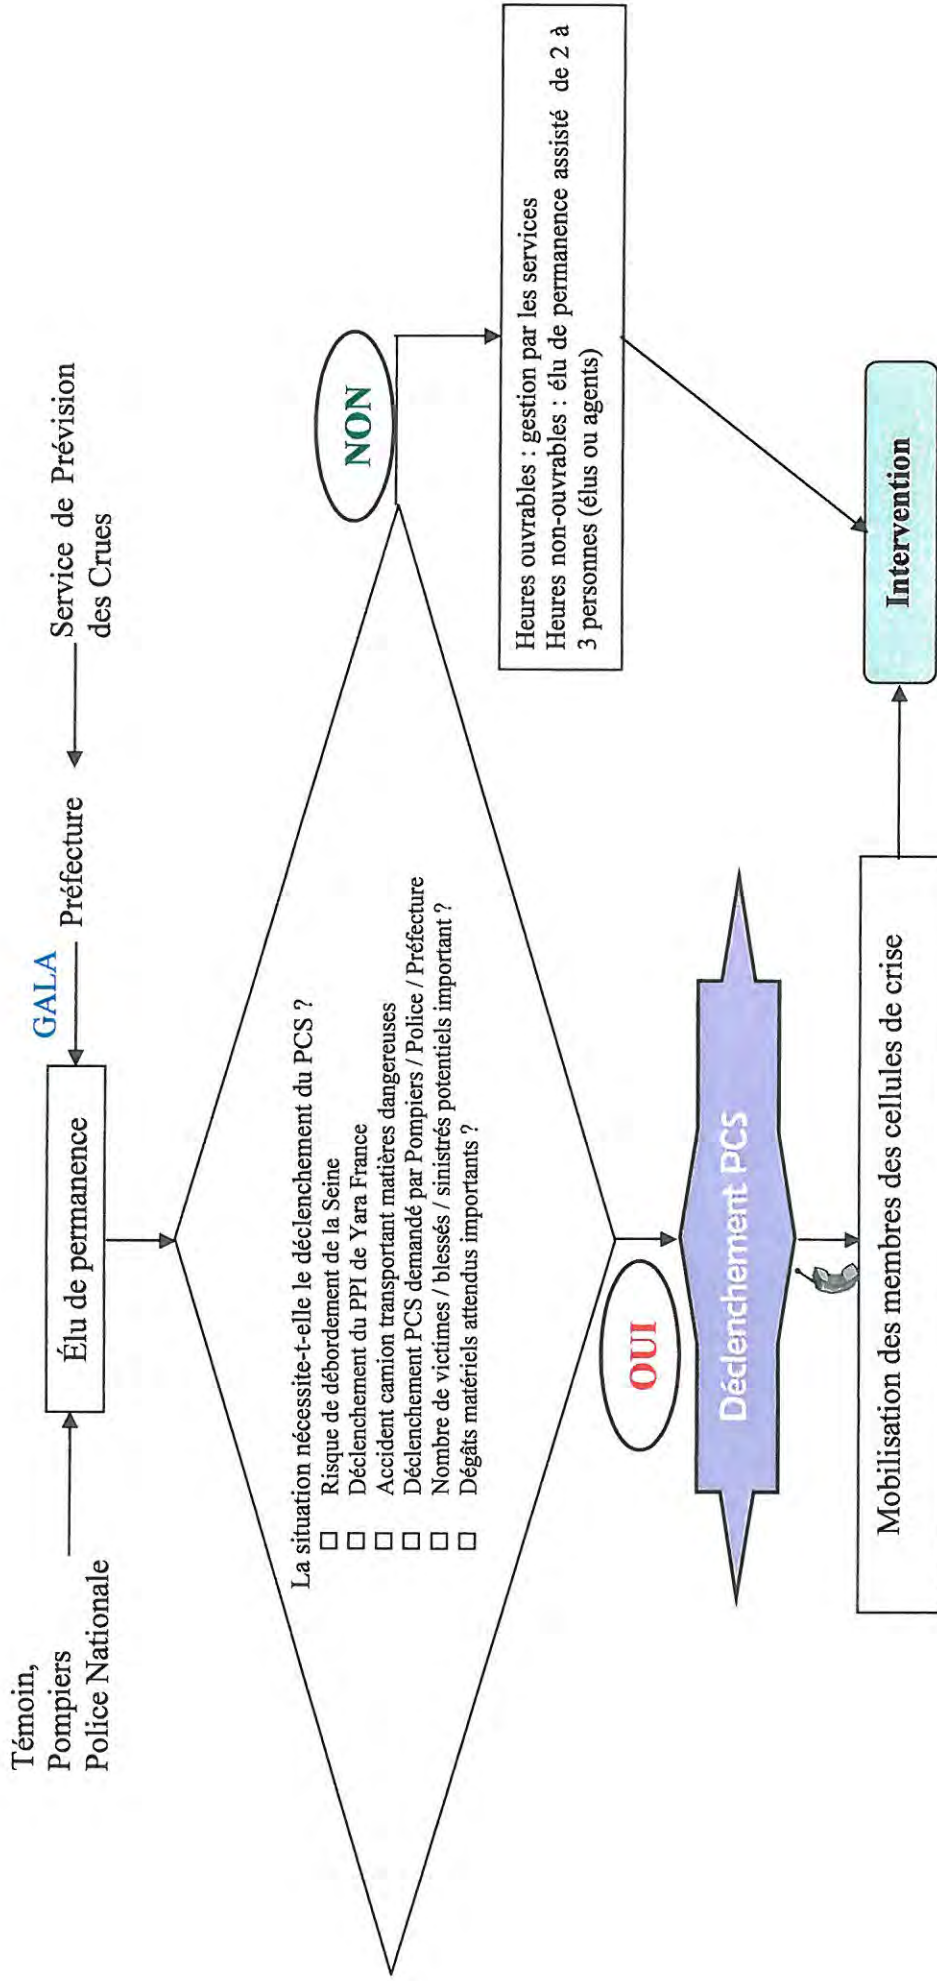 Témoin,
Pompiers
Police Nationale
Élu de permanence
GALA
Préfecture
Service de Prévision
des Crues
La situation nécessite-t-elle le déclenchement du PCS ?
☐ Risque de débordement de la Seine
☐ Déclenchement du PPI de Yara France
☐ Accident camion transportant matières dangereuses
☐ Déclenchement PCS demandé par Pompiers / Police / Préfecture
☐ Nombre de victimes / blessés / sinistrés potentiels important ?
☐ Dégâts matériels attendus importants ?
NON
Heures ouvrables : gestion par les services
Heures non-ouvrables : élu de permanence assisté de 2 à
3 personnes (élus ou agents)
OUI
Déclenchement PCS
Mobilisation des membres des cellules de crise
Intervention